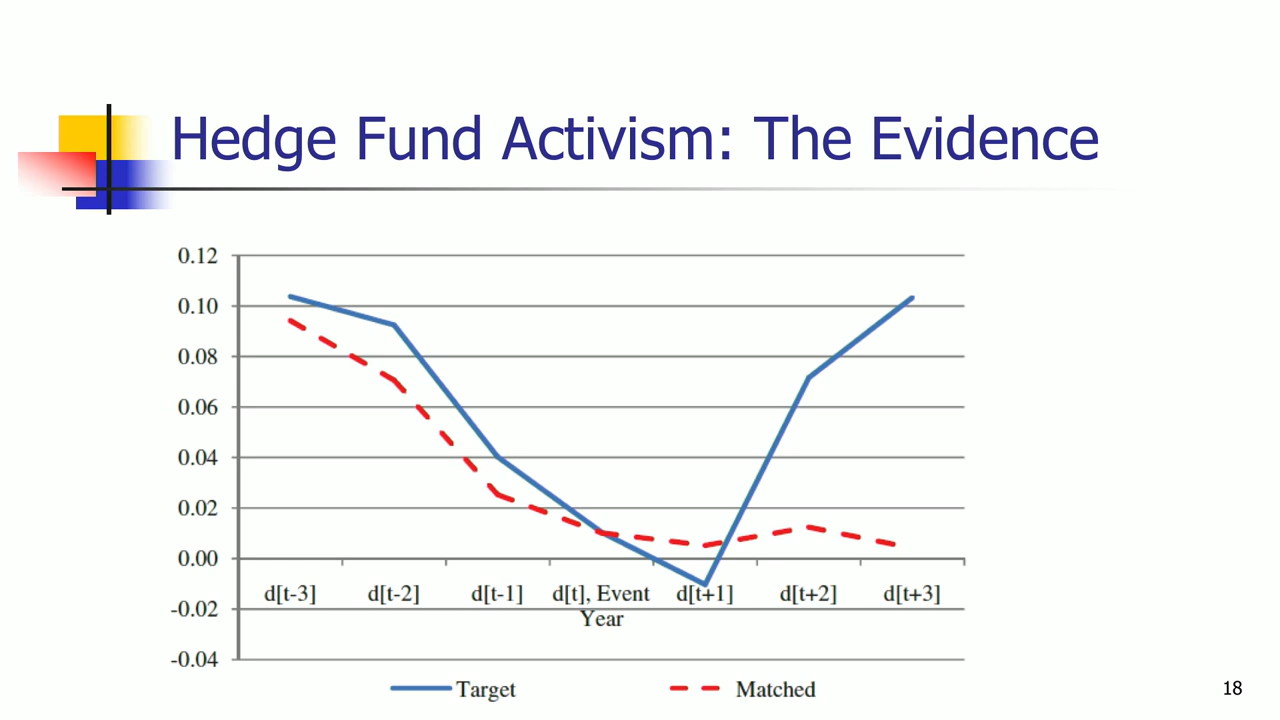 Hedge Fund Activism: The Evidence
0.12
0.10
0.08
0.06
0.04
0.02
0.00
-0.02
-0.04
d[t-3] d[t-2] d[t-1] d[t], Event d[t+1] d[t+2] d[t+3]
Year
Target Matched
18